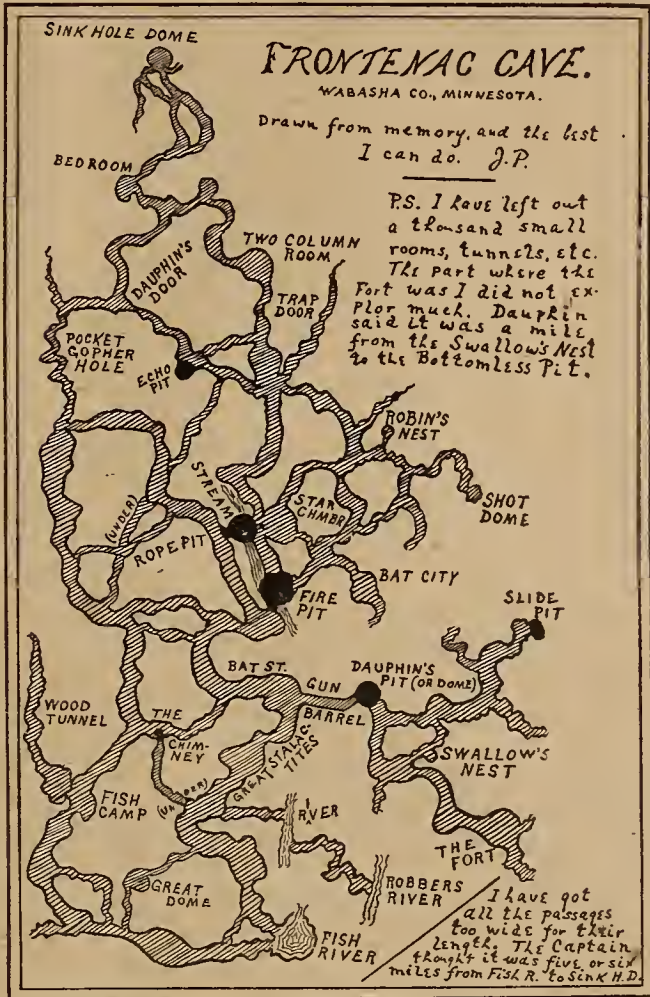 SINK HOLE DOME
FRONTENAC CAVE.
WABASHA CO., MINNESOTA.
Drawn from memory, and the best
I can do. J.P.
BEDROOM
P.S. I have left out
a thousand small
rooms, tunnels, etc.
The part where the
Fort was I did not ex-
plor much. Dauphin
said it was a mile
from the Swallow's Nest
to the Bottomless Pit.
DAUPHIN'S
DOOR
TWO COLUMN
ROOM
TRAP
DOOR
POCKET
GOPHER
HOLE
ECHO
PIT
ROBIN'S
NEST
STREAM
STAR
CHMBR
SHOT
DOME
(UNDER)
ROPE PIT
BAT CITY
FIRE
PIT
SLIDE
PIT
BAT ST.
GUN
BARREL
DAUPHIN'S
PIT (OR DOME)
WOOD
TUNNEL
THE
CHIM-
NEY
GREAT STALAC-
TITES
SWALLOW'S
NEST
FISH
CAMP
(UNDER)
RIVER
THE
FORT
GREAT
DOME
ROBBERS
RIVER
FISH
RIVER
I have got
all the passages
too wide for their
length. The Captain
thought it was five or six
miles from Fish R. to Sink H.D.